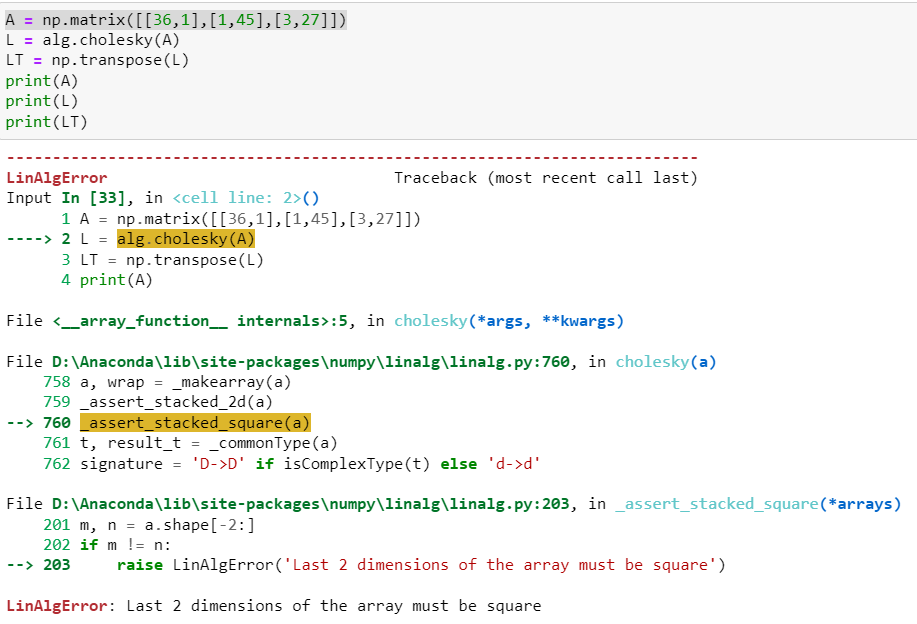 A = np.matrix([[36,1],[1,45],[3,27]])
L = alg.cholesky(A)
LT = np.transpose(L)
print(A)
print(L)
print(LT)
---------------------------------------------------------------------------
LinAlgError                               Traceback (most recent call last)
Input In [33], in <cell line: 2>()
      1 A = np.matrix([[36,1],[1,45],[3,27]])
----> 2 L = alg.cholesky(A)
      3 LT = np.transpose(L)
      4 print(A)
File <__array_function__ internals>:5, in cholesky(*args, **kwargs)
File D:\Anaconda\lib\site-packages\numpy\linalg\linalg.py:760, in cholesky(a)
    758 a, wrap = _makearray(a)
    759 _assert_stacked_2d(a)
--> 760 _assert_stacked_square(a)
    761 t, result_t = _commonType(a)
    762 signature = 'D->D' if isComplexType(t) else 'd->d'
File D:\Anaconda\lib\site-packages\numpy\linalg\linalg.py:203, in _assert_stacked_square(*arrays)
    201 m, n = a.shape[-2:]
    202 if m != n:
--> 203     raise LinAlgError('Last 2 dimensions of the array must be square')
LinAlgError: Last 2 dimensions of the array must be square